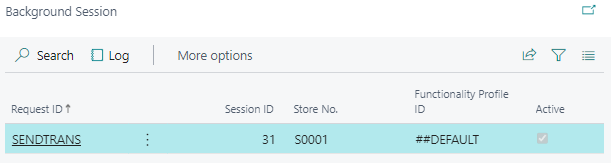 Background Session
Search Log More options
Request ID↑ Session ID Store No. Functionality Profile ID Active
SENDTRANS 31 S0001 ##DEFAULT